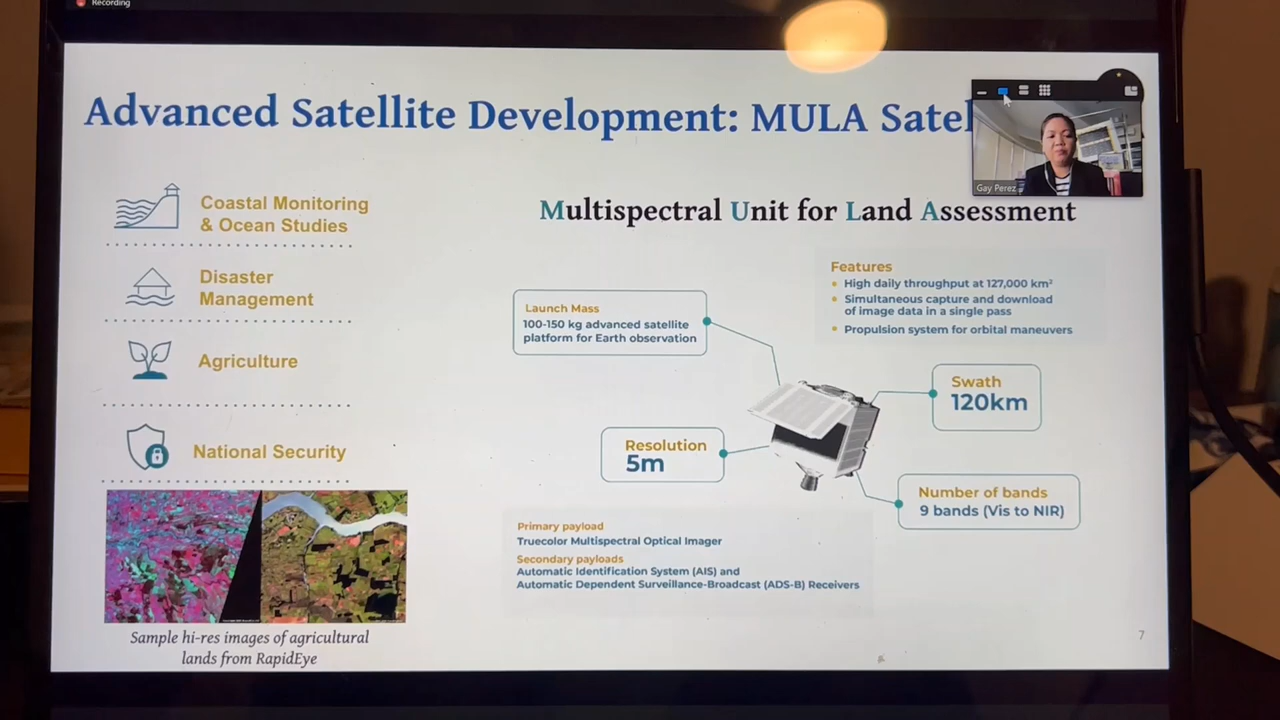 Recording
Advanced Satellite Development: MULA Satel
Gay Perez
Coastal Monitoring
& Ocean Studies
Disaster
Management
Agriculture
National Security
Sample hi-res images of agricultural
lands from RapidEye
Multispectral Unit for Land Assessment
Features
• High daily throughput at 127,000 km²
• Simultaneous capture and download
of image data in a single pass
• Propulsion system for orbital maneuvers
Launch Mass
100-150 kg advanced satellite
platform for Earth observation
Swath
120km
Resolution
5m
Number of bands
9 bands (Vis to NIR)
Primary payload
Truecolor Multispectral Optical Imager
Secondary payloads
Automatic Identification System (AIS) and
Automatic Dependent Surveillance-Broadcast (ADS-B) Receivers
7